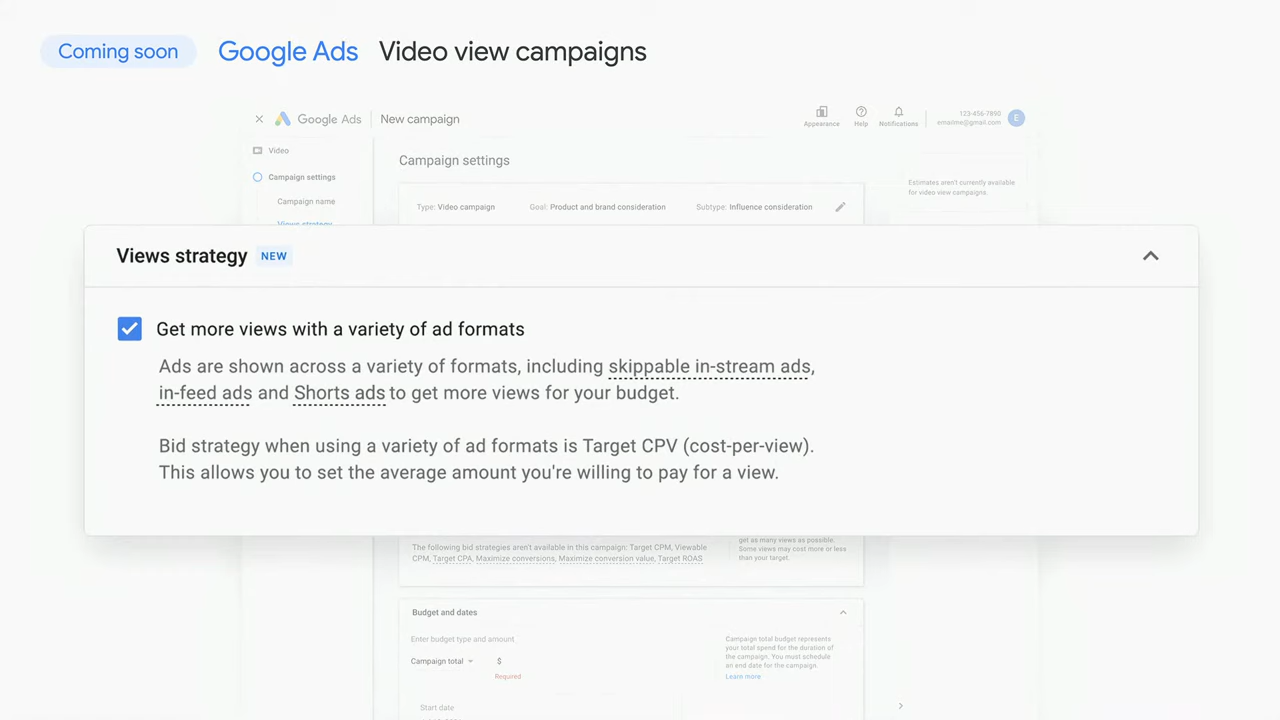 Coming soon Google Ads Video view campaigns
Google Ads New campaign
Appearance Help Notifications
123-456-7890
emailme@gmail.com
E
Video
Campaign settings
Campaign name
Views strategy
Campaign settings
Type: Video campaign Goal: Product and brand consideration Subtype: Influence consideration
Estimates aren't currently available
for video view campaigns.
Views strategy NEW
Get more views with a variety of ad formats
Ads are shown across a variety of formats, including skippable in-stream ads,
in-feed ads and Shorts ads to get more views for your budget.
Bid strategy when using a variety of ad formats is Target CPV (cost-per-view).
This allows you to set the average amount you're willing to pay for a view.
The following bid strategies aren't available in this campaign: Target CPM, Viewable
CPM, Target CPA, Maximize conversions, Maximize conversion value, Target ROAS
get as many views as possible.
Some views may cost more or less
than your target.
Budget and dates
Enter budget type and amount
Campaign total $
Required
Campaign total budget represents
your total spend for the duration of
the campaign. You must schedule
an end date for the campaign.
Learn more
Start date